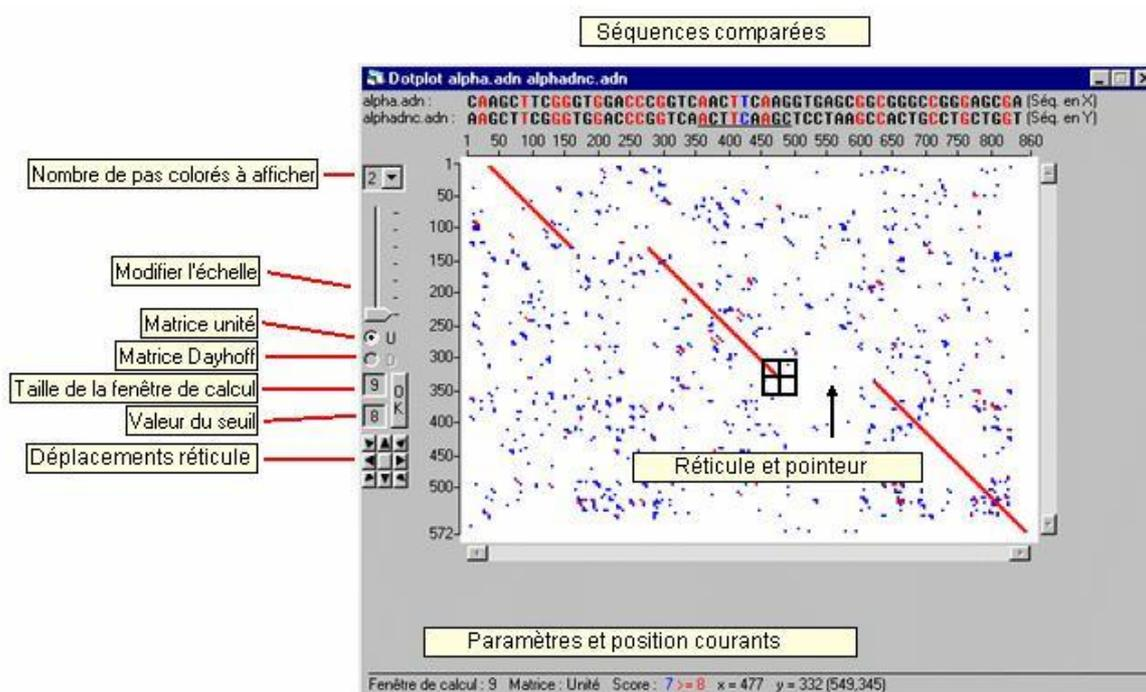 Séquences comparées
Dotplot alpha.adn alphadnc.adn
alpha.adn : CAAGCTTCGGGTGGACCCGGTCAACTTCAAGGTGAGCGGCGGGCCGGGAGCGA (Séq. en X)
alphadnc.adn : AAGCTTCGGGTGGACCCGGTCAACTTCAAGCTCCTAAGCCACTGCCTGCTGGT (Séq. en Y)
1 50 100 150 200 250 300 350 400 450 500 550 600 650 700 750 800 860
Nombre de pas colorés à afficher
2
Modifier l'échelle
Matrice unité
U
Matrice Dayhoff
D
Taille de la fenêtre de calcul
9
OK
Valeur du seuil
8
Déplacements réticule
1
50
100
150
200
250
300
350
400
450
500
572
Réticule et pointeur
Paramètres et position courants
Fenêtre de calcul : 9 Matrice : Unité Score : 7 >= 8 x = 477 y = 332 (549,345)